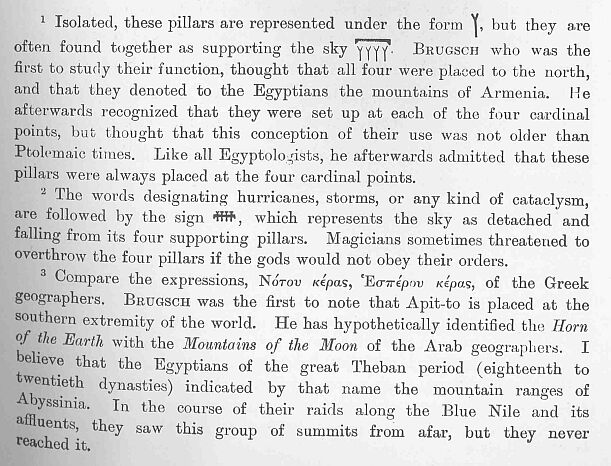 1 Isolated, these pillars are represented under the form , but they are
often found together as supporting the sky . BRUGSCH who was the
first to study their function, thought that all four were placed to the north,
and that they denoted to the Egyptians the mountains of Armenia. He
afterwards recognized that they were set up at each of the four cardinal
points, but thought that this conception of their use was not older than
Ptolemaic times. Like all Egyptologists, he afterwards admitted that these
pillars were always placed at the four cardinal points.
2 The words designating hurricanes, storms, or any kind of cataclysm,
are followed by the sign , which represents the sky as detached and
falling from its four supporting pillars. Magicians sometimes threatened to
overthrow the four pillars if the gods would not obey their orders.
3 Compare the expressions, Νότου κέρας, Ἑσπέρου κέρας, of the Greek
geographers. BRUGSCH was the first to note that Apit-to is placed at the
southern extremity of the world. He has hypothetically identified the Horn
of the Earth with the Mountains of the Moon of the Arab geographers. I
believe that the Egyptians of the great Theban period (eighteenth to
twentieth dynasties) indicated by that name the mountain ranges of
Abyssinia. In the course of their raids along the Blue Nile and its
affluents, they saw this group of summits from afar, but they never
reached it.